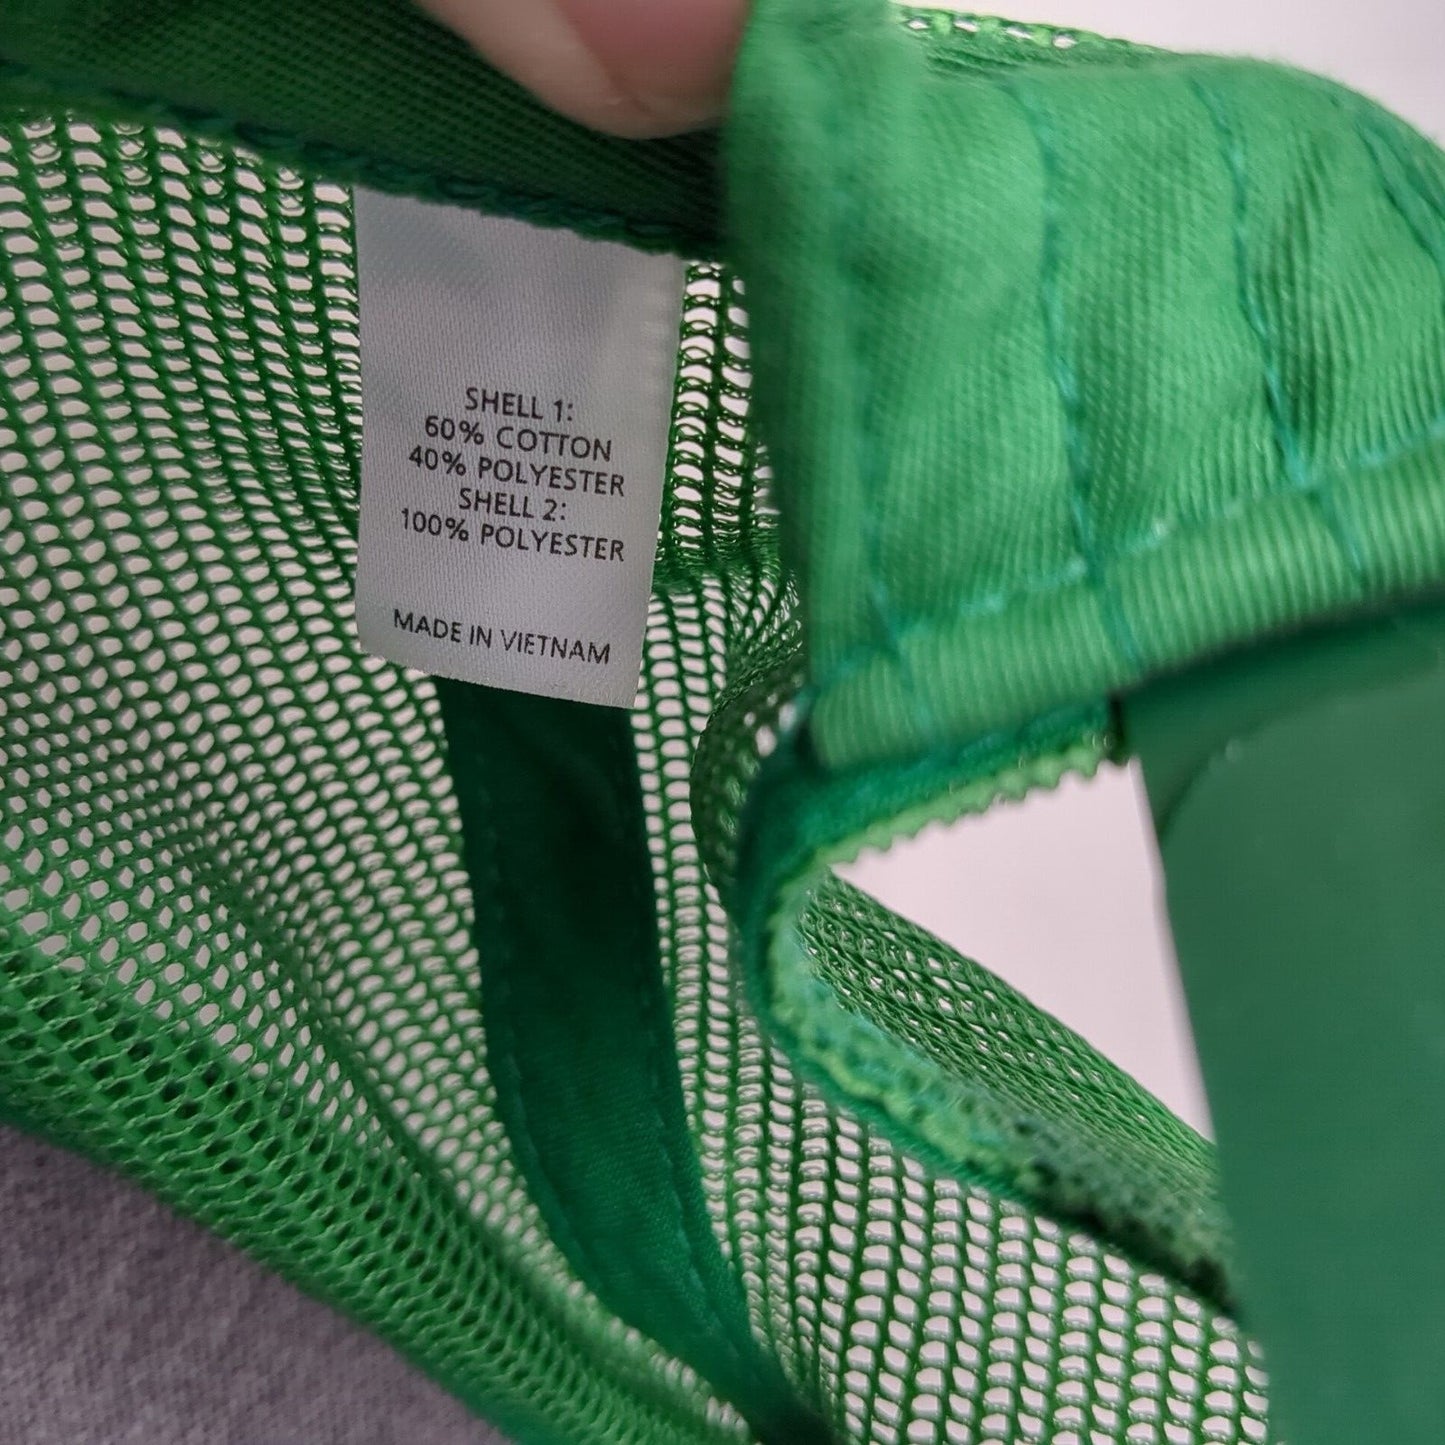 SHELL 1:
60% COTTON
40% POLYESTER
SHELL 2:
100% POLYESTER
MADE IN VIETNAM